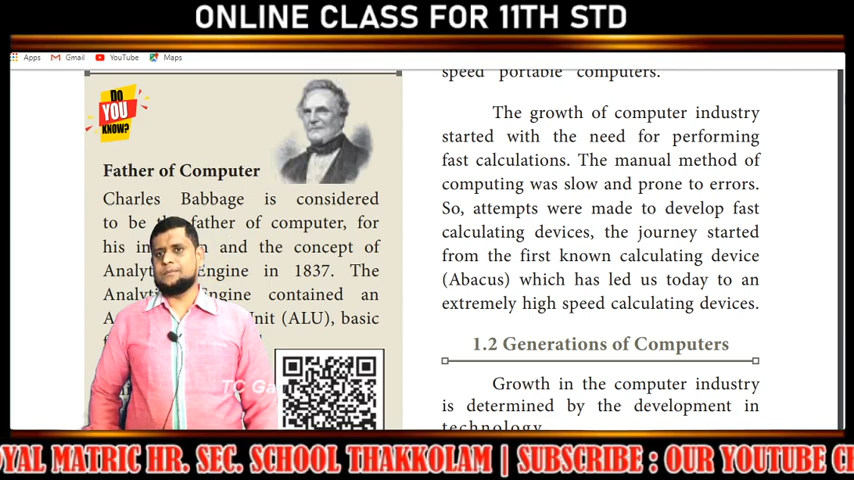 ONLINE CLASS FOR 11TH STD
Apps Gmail YouTube Maps
DO
YOU
KNOW?
Father of Computer
Charles Babbage is considered
to be father of computer, for
his and the concept of
Engine in 1837. The
Engine contained an
(ALU), basic
TC
speed portable computers.
The growth of computer industry
started with the need for performing
fast calculations. The manual method of
computing was slow and prone to errors.
So, attempts were made to develop fast
calculating devices, the journey started
from the first known calculating device
(Abacus) which has led us today to an
extremely high speed calculating devices.
1.2 Generations of Computers
Growth in the computer industry
is determined by the development in
technology
YAL MATRIC HR. SEC. SCHOOL THAKKOLAM | SUBSCRIBE : OUR YOUTUBE